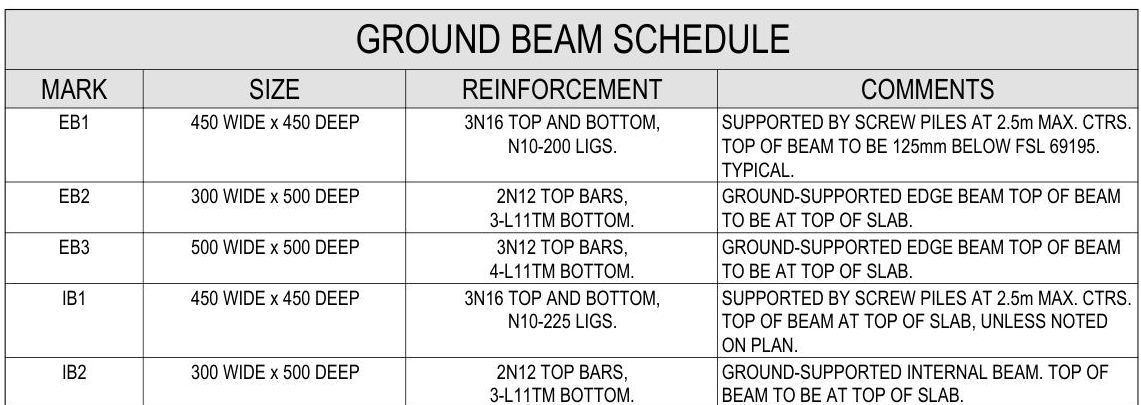 GROUND BEAM SCHEDULE
MARK SIZE REINFORCEMENT COMMENTS
EB1 450 WIDE x 450 DEEP 3N16 TOP AND BOTTOM, SUPPORTED BY SCREW PILES AT 2.5m MAX. CTRS.
N10-200 LIGS. TOP OF BEAM TO BE 125mm BELOW FSL 69195.
TYPICAL.
EB2 300 WIDE x 500 DEEP 2N12 TOP BARS, GROUND-SUPPORTED EDGE BEAM TOP OF BEAM
3-L11TM BOTTOM. TO BE AT TOP OF SLAB.
EB3 500 WIDE x 500 DEEP 3N12 TOP BARS, GROUND-SUPPORTED EDGE BEAM TOP OF BEAM
4-L11TM BOTTOM. TO BE AT TOP OF SLAB.
IB1 450 WIDE x 450 DEEP 3N16 TOP AND BOTTOM, SUPPORTED BY SCREW PILES AT 2.5m MAX. CTRS.
N10-225 LIGS. TOP OF BEAM AT TOP OF SLAB, UNLESS NOTED
ON PLAN.
IB2 300 WIDE x 500 DEEP 2N12 TOP BARS, GROUND-SUPPORTED INTERNAL BEAM. TOP OF
3-L11TM BOTTOM. BEAM TO BE AT TOP OF SLAB.